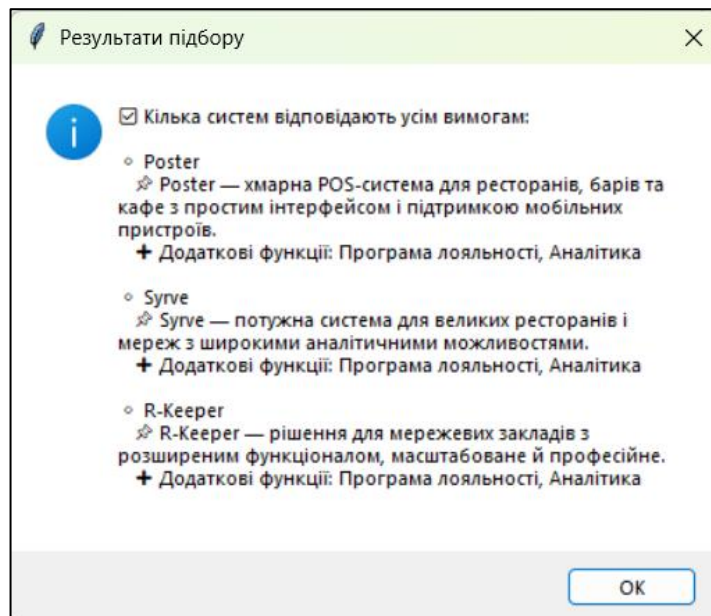 Результати підбору
☑ Кілька систем відповідають усім вимогам:
🔹 Poster
📌 Poster — хмарна POS-система для ресторанів, барів та
кафе з простим інтерфейсом і підтримкою мобільних
пристроїв.
➕ Додаткові функції: Програма лояльності, Аналітика
🔹 Syrve
📌 Syrve — потужна система для великих ресторанів і
мереж з широкими аналітичними можливостями.
➕ Додаткові функції: Програма лояльності, Аналітика
🔹 R-Keeper
📌 R-Keeper — рішення для мережевих закладів з
розширеним функціоналом, масштабоване й професійне.
➕ Додаткові функції: Програма лояльності, Аналітика
OK